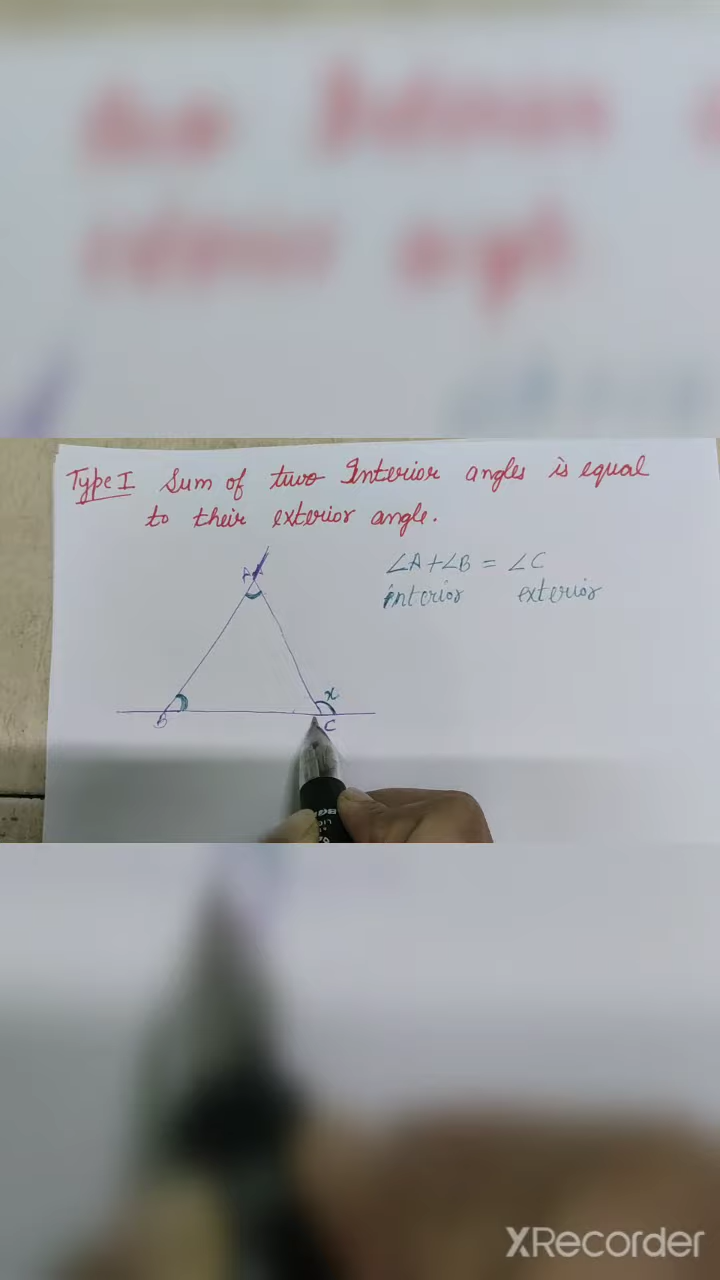 Type I Sum of two Interior angles is equal
to their exterior angle.
∠A+∠B = ∠C
interior exterior
A
x
B
C
XRecorder